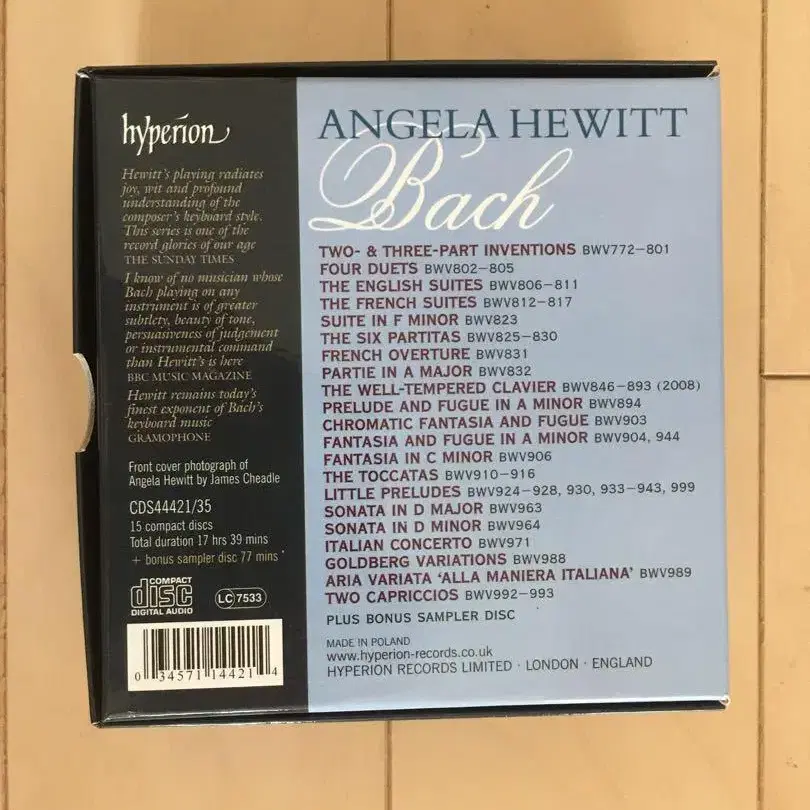 hyperion
Hewitt's playing radiates
joy, wit and profound
understanding of the
composer's keyboard style.
This series is one of the
record glories of our age
THE SUNDAY TIMES
I know of no musician whose
Bach playing on any
instrument is of greater
subtlety, beauty of tone,
persuasiveness of judgement
or instrumental command
than Hewitt's is here
BBC MUSIC MAGAZINE
Hewitt remains today's
finest exponent of Bach's
keyboard music
GRAMOPHONE
Front cover photograph of
Angela Hewitt by James Cheadle
CDS44421/35
15 compact discs
Total duration 17 hrs 39 mins
+ bonus sampler disc 77 mins
COMPACT
disc
DIGITAL AUDIO
LC 7533
0 34571 14421 4
ANGELA HEWITT
Bach
TWO- & THREE-PART INVENTIONS BWV772–801
FOUR DUETS BWV802–805
THE ENGLISH SUITES BWV806–811
THE FRENCH SUITES BWV812–817
SUITE IN F MINOR BWV823
THE SIX PARTITAS BWV825–830
FRENCH OVERTURE BWV831
PARTIE IN A MAJOR BWV832
THE WELL-TEMPERED CLAVIER BWV846–893 (2008)
PRELUDE AND FUGUE IN A MINOR BWV894
CHROMATIC FANTASIA AND FUGUE BWV903
FANTASIA AND FUGUE IN A MINOR BWV904, 944
FANTASIA IN C MINOR BWV906
THE TOCCATAS BWV910–916
LITTLE PRELUDES BWV924–928, 930, 933–943, 999
SONATA IN D MAJOR BWV963
SONATA IN D MINOR BWV964
ITALIAN CONCERTO BWV971
GOLDBERG VARIATIONS BWV988
ARIA VARIATA 'ALLA MANIERA ITALIANA' BWV989
TWO CAPRICCIOS BWV992–993
PLUS BONUS SAMPLER DISC
MADE IN POLAND
www.hyperion-records.co.uk
HYPERION RECORDS LIMITED · LONDON · ENGLAND